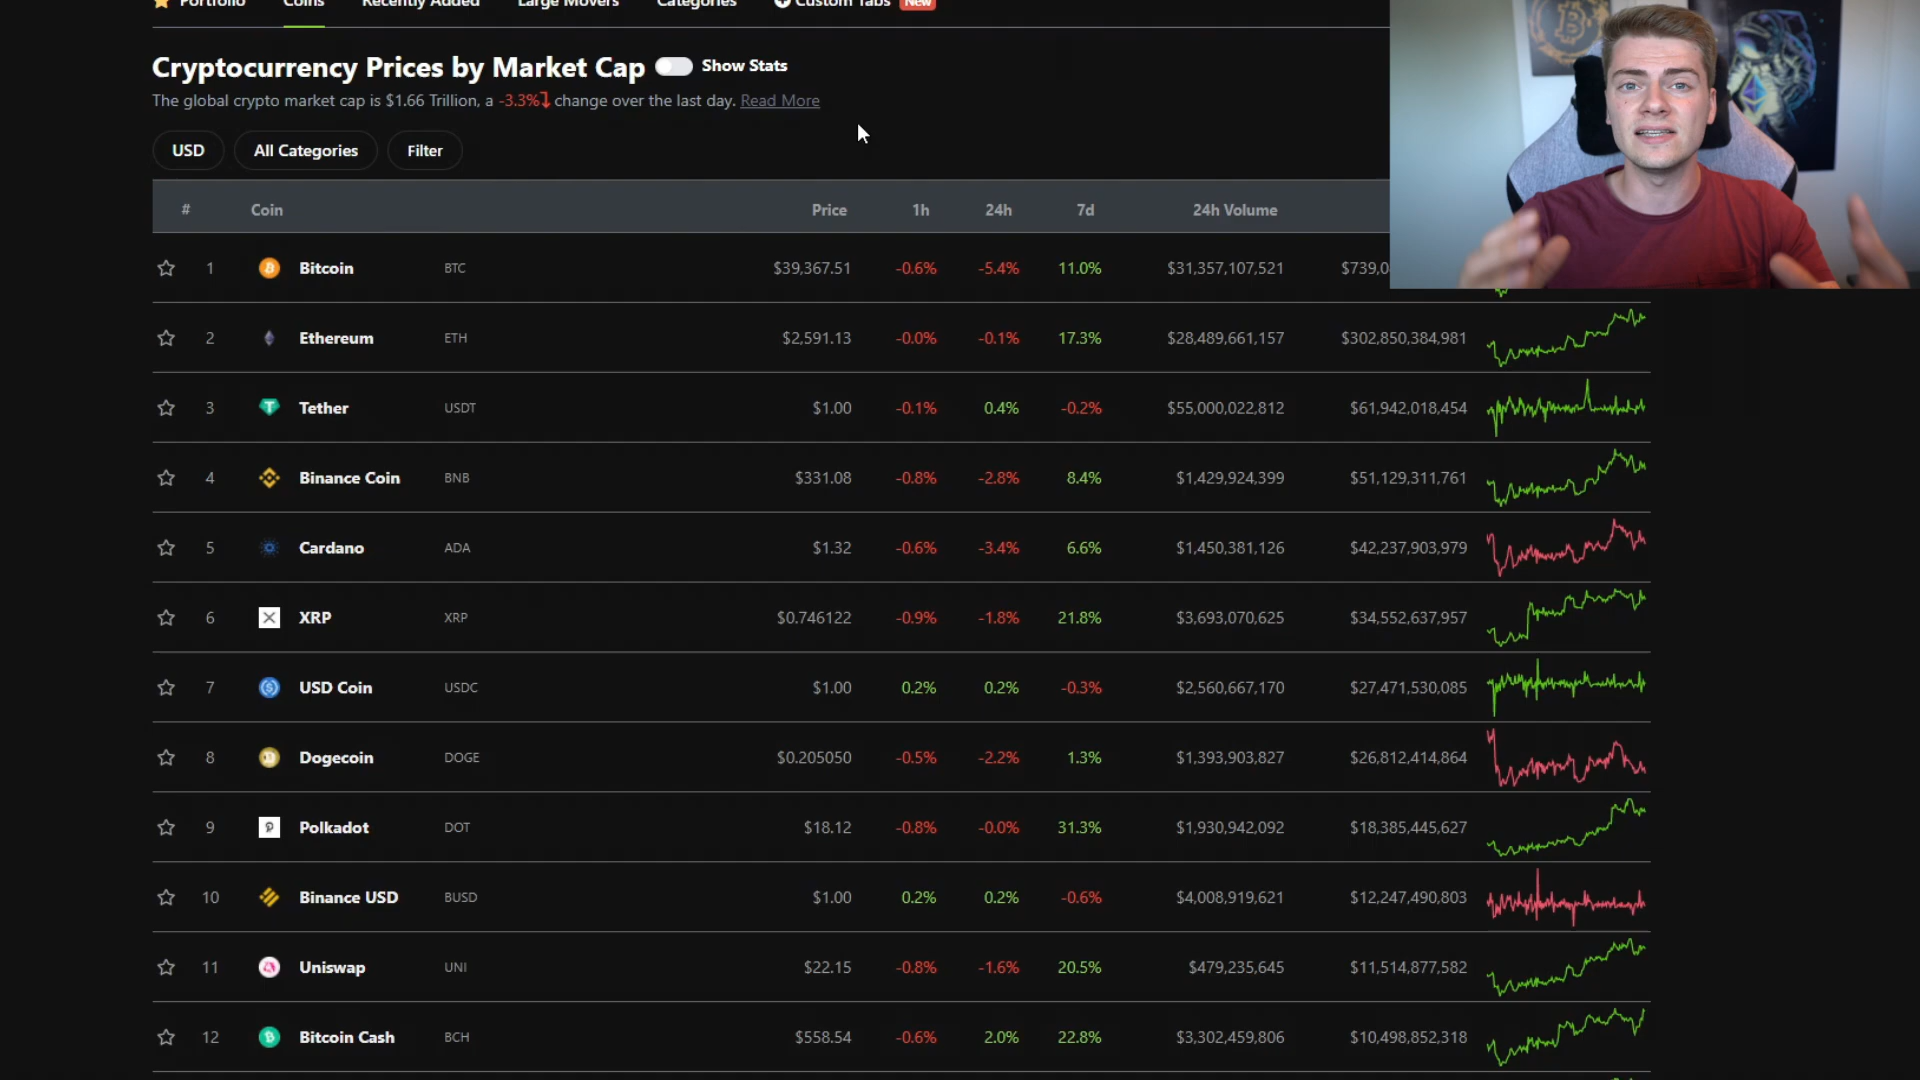 Portfolio Coins Recently Added Large Movers Categories Custom Tabs New
Cryptocurrency Prices by Market Cap Show Stats
The global crypto market cap is $1.66 Trillion, a -3.3% change over the last day. Read More
USD All Categories Filter
# Coin Price 1h 24h 7d 24h Volume
1 Bitcoin BTC $39,367.51 -0.6% -5.4% 11.0% $31,357,107,521 $739,0
2 Ethereum ETH $2,591.13 -0.0% -0.1% 17.3% $28,489,661,157 $302,850,384,981
3 Tether USDT $1.00 -0.1% 0.4% -0.2% $55,000,022,812 $61,942,018,454
4 Binance Coin BNB $331.08 -0.8% -2.8% 8.4% $1,429,924,399 $51,129,311,761
5 Cardano ADA $1.32 -0.6% -3.4% 6.6% $1,450,381,126 $42,237,903,979
6 XRP XRP $0.746122 -0.9% -1.8% 21.8% $3,693,070,625 $34,552,637,957
7 USD Coin USDC $1.00 0.2% 0.2% -0.3% $2,560,667,170 $27,471,530,085
8 Dogecoin DOGE $0.205050 -0.5% -2.2% 1.3% $1,393,903,827 $26,812,414,864
9 Polkadot DOT $18.12 -0.8% -0.0% 31.3% $1,930,942,092 $18,385,445,627
10 Binance USD BUSD $1.00 0.2% 0.2% -0.6% $4,008,919,621 $12,247,490,803
11 Uniswap UNI $22.15 -0.8% -1.6% 20.5% $479,235,645 $11,514,877,582
12 Bitcoin Cash BCH $558.54 -0.6% 2.0% 22.8% $3,302,459,806 $10,498,852,318